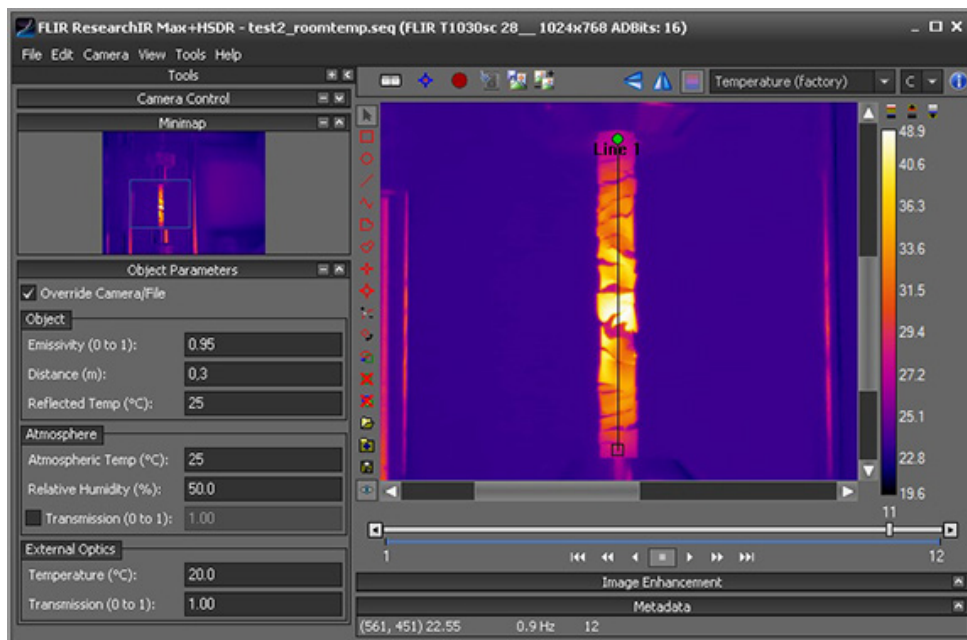 FLIR ResearchIR Max+HSDR - test2_roomtemp.seq (FLIR T1030sc 28__ 1024x768 ADBits: 16)
File Edit Camera View Tools Help
Tools
Camera Control
Minimap
Object Parameters
Override Camera/File
Object
Emissivity (0 to 1): 0.95
Distance (m): 0,3
Reflected Temp (°C): 25
Atmosphere
Atmospheric Temp (°C): 25
Relative Humidity (%): 50.0
Transmission (0 to 1): 1.00
External Optics
Temperature (°C): 20.0
Transmission (0 to 1): 1.00
Temperature (factory) C
Line 1
48.9
40.6
36.3
33.6
31.5
29.4
27.2
25.1
22.8
19.6
11
1 12
Image Enhancement
Metadata
(561, 451) 22.55 0.9 Hz 12